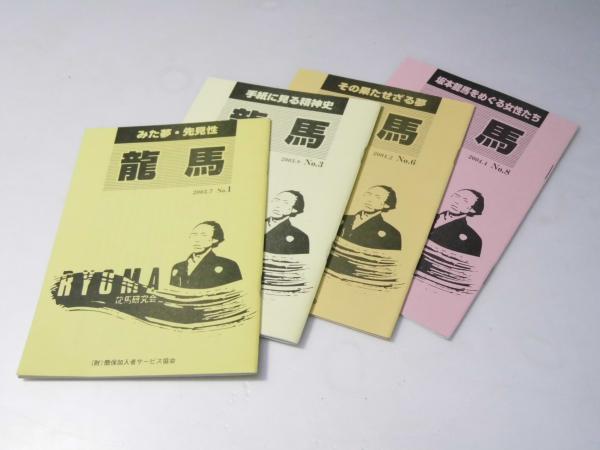 みた夢・先見性
龍馬
2003.7 No.1
RYOMA
龍馬研究会
(財)簡保加入者サービス協会
手紙に見る精神史
龍馬
No.3
その果たせざる夢
馬
2004.2 No.6
坂本龍馬をめぐる女性たち
馬
2004.4 No.8